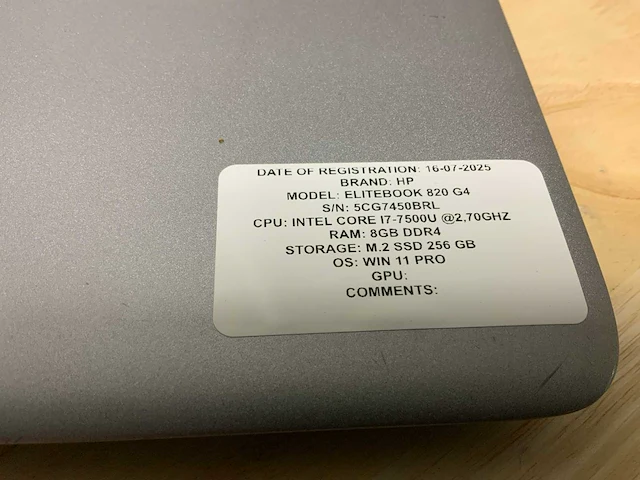 DATE OF REGISTRATION: 16-07-2025
BRAND: HP
MODEL: ELITEBOOK 820 G4
S/N: 5CG7450BRL
CPU: INTEL CORE I7-7500U @2,70GHZ
RAM: 8GB DDR4
STORAGE: M.2 SSD 256 GB
OS: WIN 11 PRO
GPU:
COMMENTS: